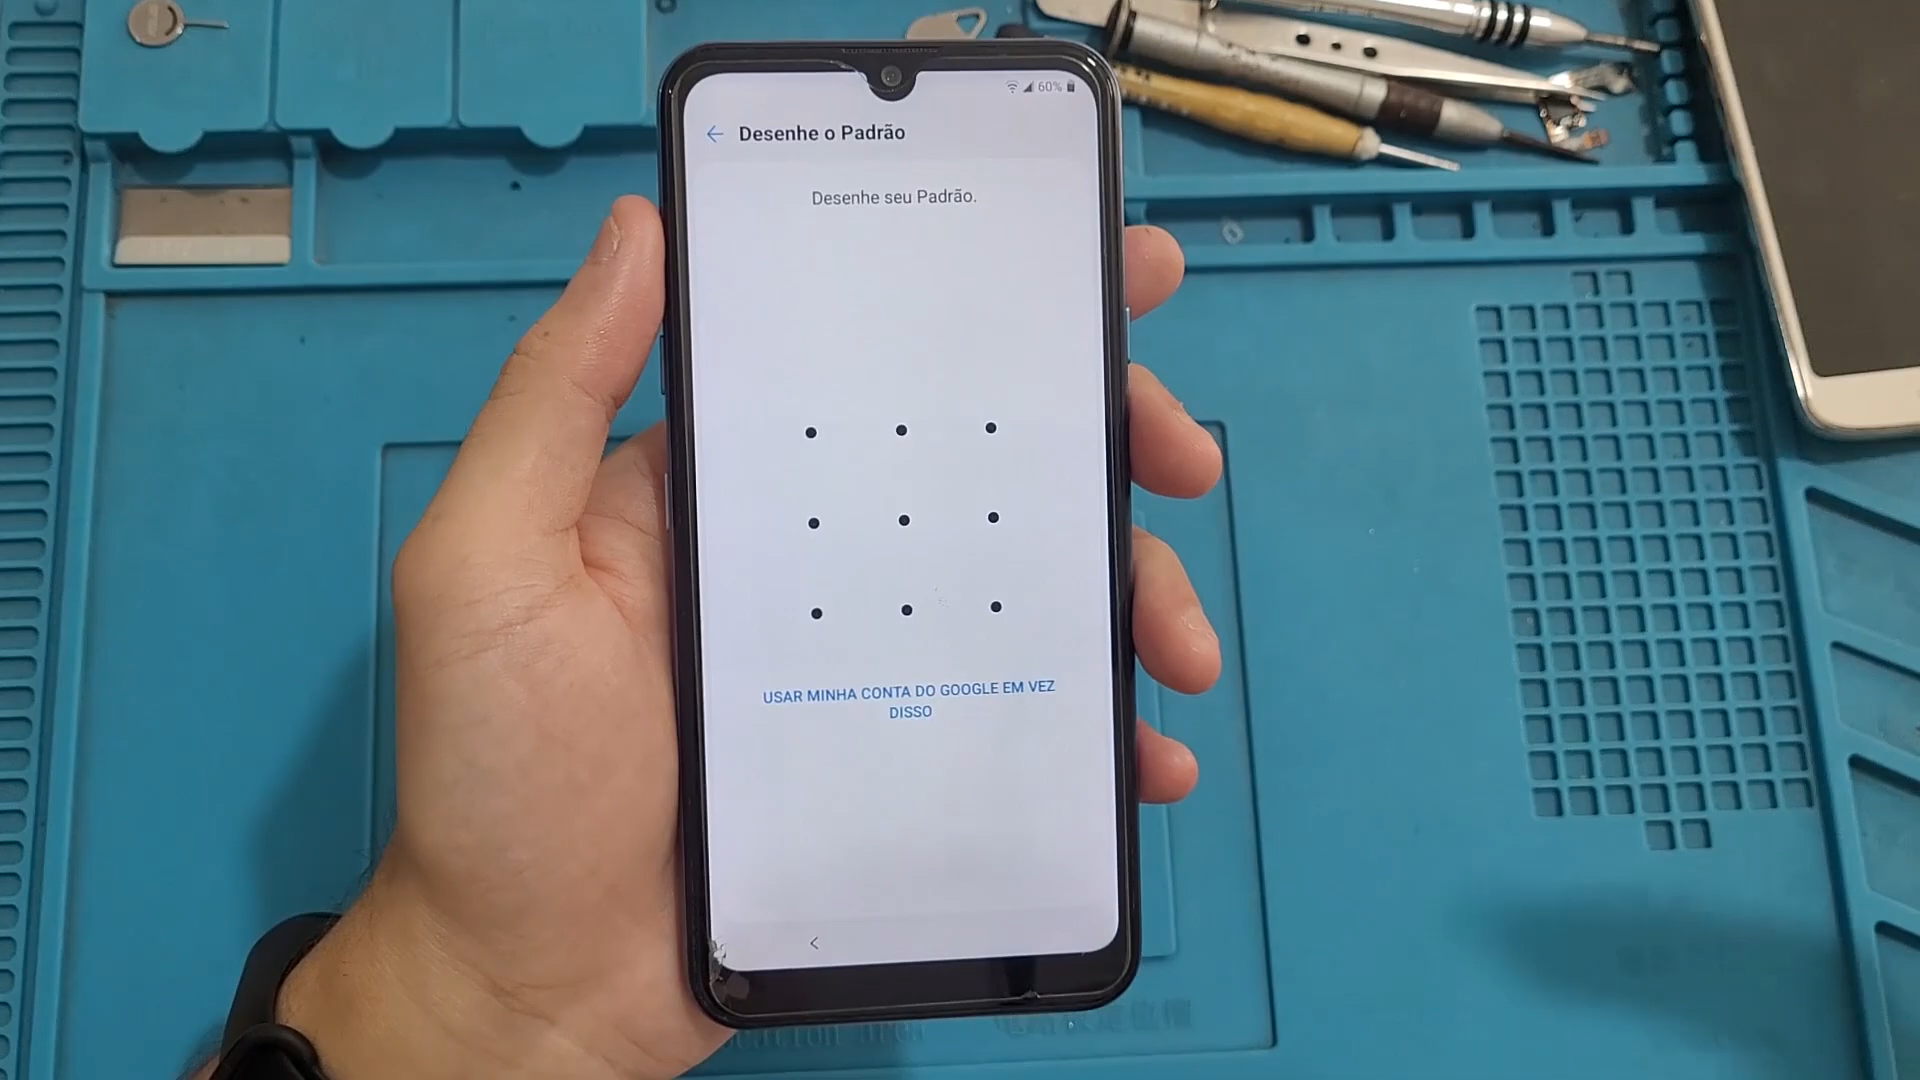 60%
Desenhe o Padrão
Desenhe seu Padrão.
USAR MINHA CONTA DO GOOGLE EM VEZ
DISSO